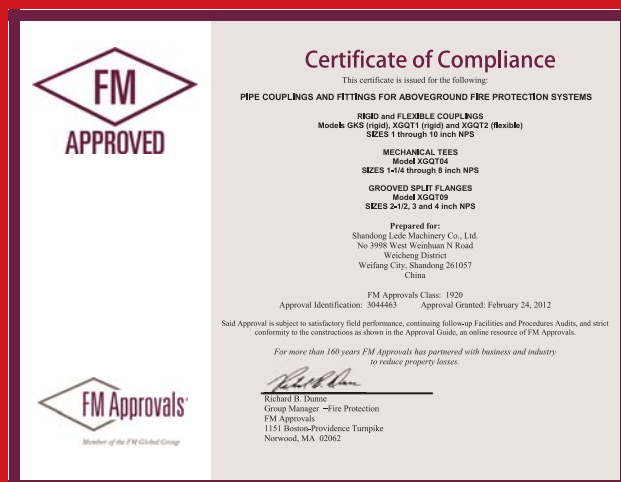 FM
APPROVED
Certificate of Compliance
This certificate is issued for the following:
PIPE COUPLINGS AND FITTINGS FOR ABOVEGROUND FIRE PROTECTION SYSTEMS
RIGID and FLEXIBLE COUPLINGS
Models GKS (rigid), XGQT1 (rigid) and XGQT2 (flexible)
SIZES 1 through 10 inch NPS
MECHANICAL TEES
Model XGQT04
SIZES 1-1/4 through 8 inch NPS
GROOVED SPLIT FLANGES
Model XGQT09
SIZES 2-1/2, 3 and 4 inch NPS
Prepared for:
Shandong Lede Machinery Co., Ltd.
No 3998 West Weinhuan N Road
Weicheng District
Weifang City, Shandong 261057
China
FM Approvals Class: 1920
Approval Identification: 3044463 Approval Granted: February 24, 2012
Said Approval is subject to satisfactory field performance, continuing follow-up Facilities and Procedures Audits, and strict
conformity to the constructions as shown in the Approval Guide, an online resource of FM Approvals.
For more than 160 years FM Approvals has partnered with business and industry
to reduce property losses.
Richard B. Dunne
Richard B. Dunne
Group Manager – Fire Protection
FM Approvals
1151 Boston-Providence Turnpike
Norwood, MA 02062
FM Approvals
Member of the FM Global Group